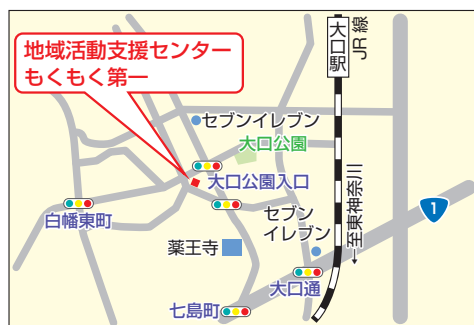 地域活動支援センター
もくもく第一
大口駅
JR線
セブンイレブン
大口公園
大口公園入口
白幡東町
セブン
イレブン
薬王寺
大口通
七島町
1
←至東神奈川